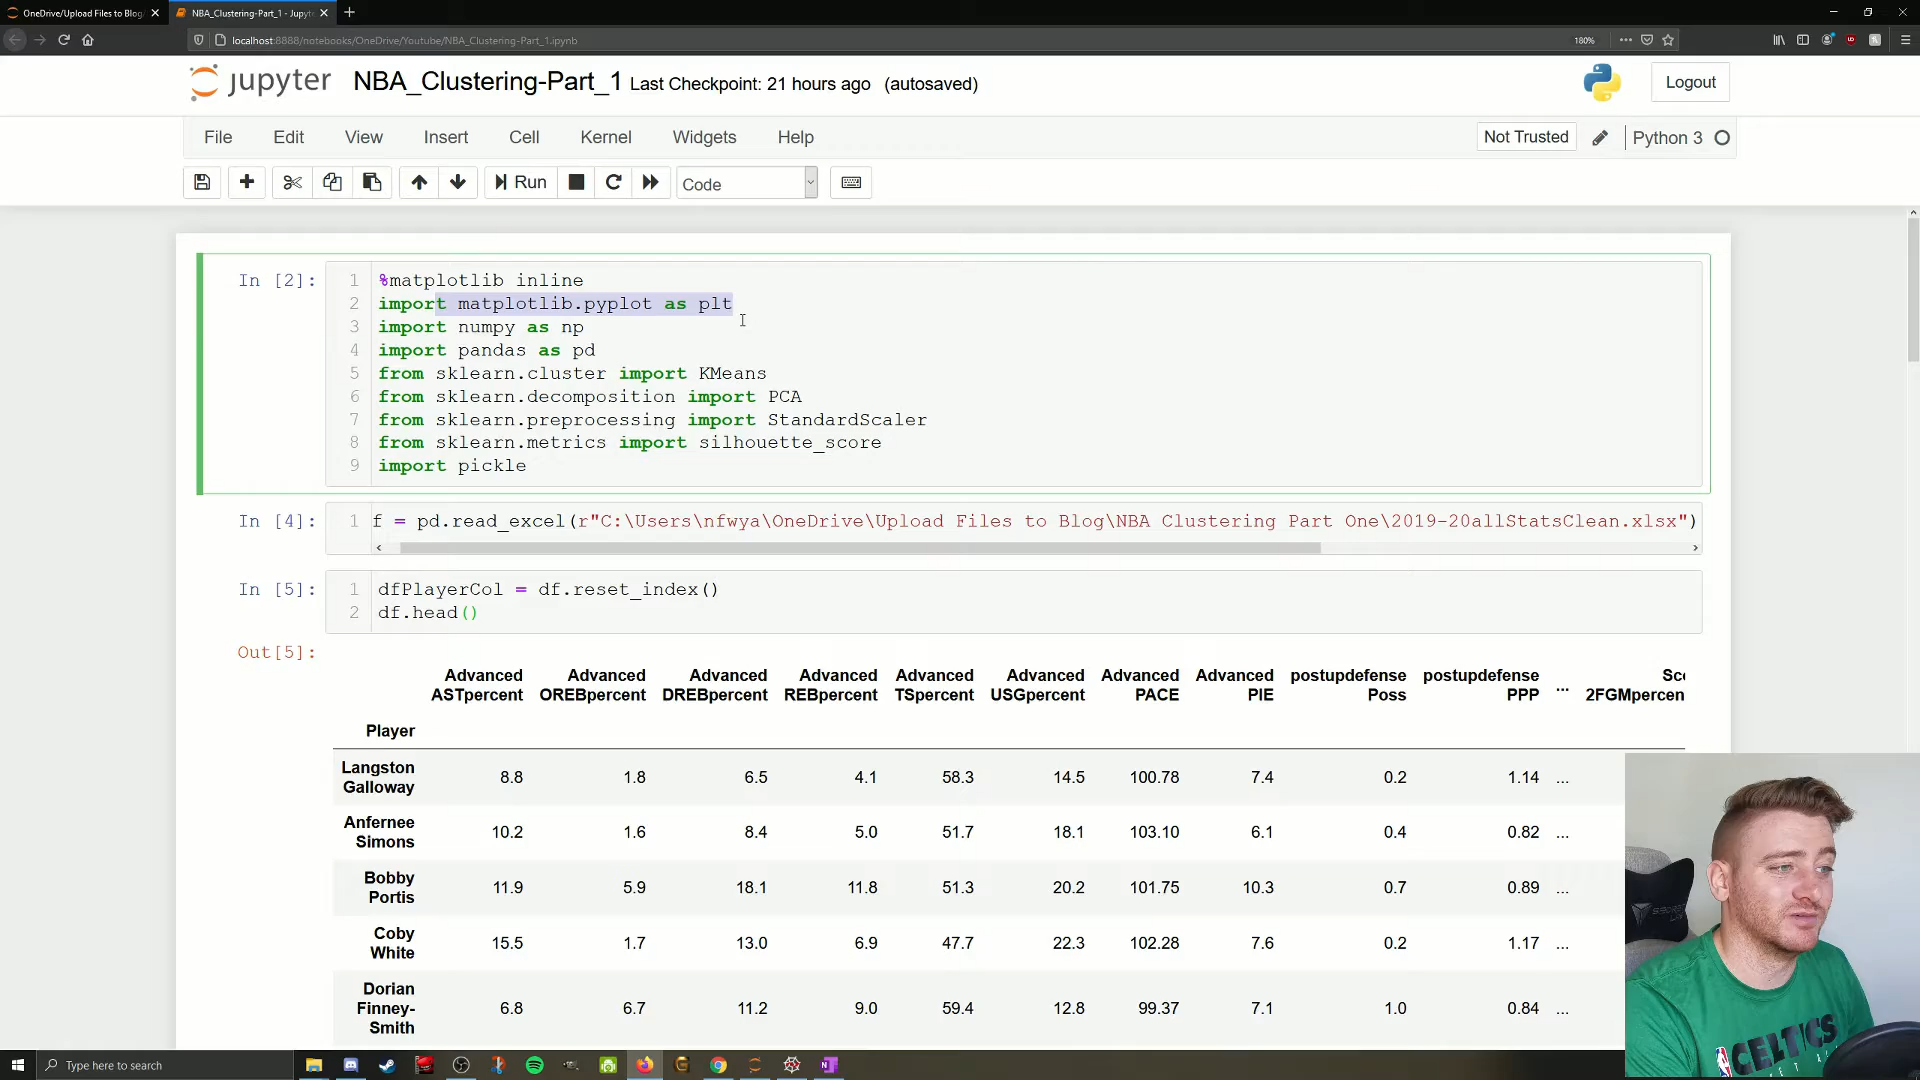 OneDrive/Upload Files to Blog/
NBA_Clustering-Part_1 - Jupyte
localhost:8888/notebooks/OneDrive/Youtube/NBA_Clustering-Part_1.ipynb
180%
jupyter NBA_Clustering-Part_1 Last Checkpoint: 21 hours ago (autosaved)
Logout
File Edit View Insert Cell Kernel Widgets Help
Not Trusted
Python 3
Run
Code
In [2]:
1 %matplotlib inline
2 import matplotlib.pyplot as plt
3 import numpy as np
4 import pandas as pd
5 from sklearn.cluster import KMeans
6 from sklearn.decomposition import PCA
7 from sklearn.preprocessing import StandardScaler
8 from sklearn.metrics import silhouette_score
9 import pickle
In [4]:
1 f = pd.read_excel(r"C:\Users\nfwya\OneDrive\Upload Files to Blog\NBA Clustering Part One\2019-20allStatsClean.xlsx")
In [5]:
1 dfPlayerCol = df.reset_index()
2 df.head()
Out[5]:
Advanced Advanced Advanced Advanced Advanced Advanced Advanced Advanced postupdefense postupdefense ... Sco
ASTpercent OREBpercent DREBpercent REBpercent TSpercent USGpercent PACE PIE Poss PPP 2FGMpercen
Player
Langston
Galloway 8.8 1.8 6.5 4.1 58.3 14.5 100.78 7.4 0.2 1.14 ...
Anfernee
Simons 10.2 1.6 8.4 5.0 51.7 18.1 103.10 6.1 0.4 0.82 ...
Bobby
Portis 11.9 5.9 18.1 11.8 51.3 20.2 101.75 10.3 0.7 0.89 ...
Coby
White 15.5 1.7 13.0 6.9 47.7 22.3 102.28 7.6 0.2 1.17 ...
Dorian
Finney-
Smith 6.8 6.7 11.2 9.0 59.4 12.8 99.37 7.1 1.0 0.84 ...
CELTICS
Type here to search